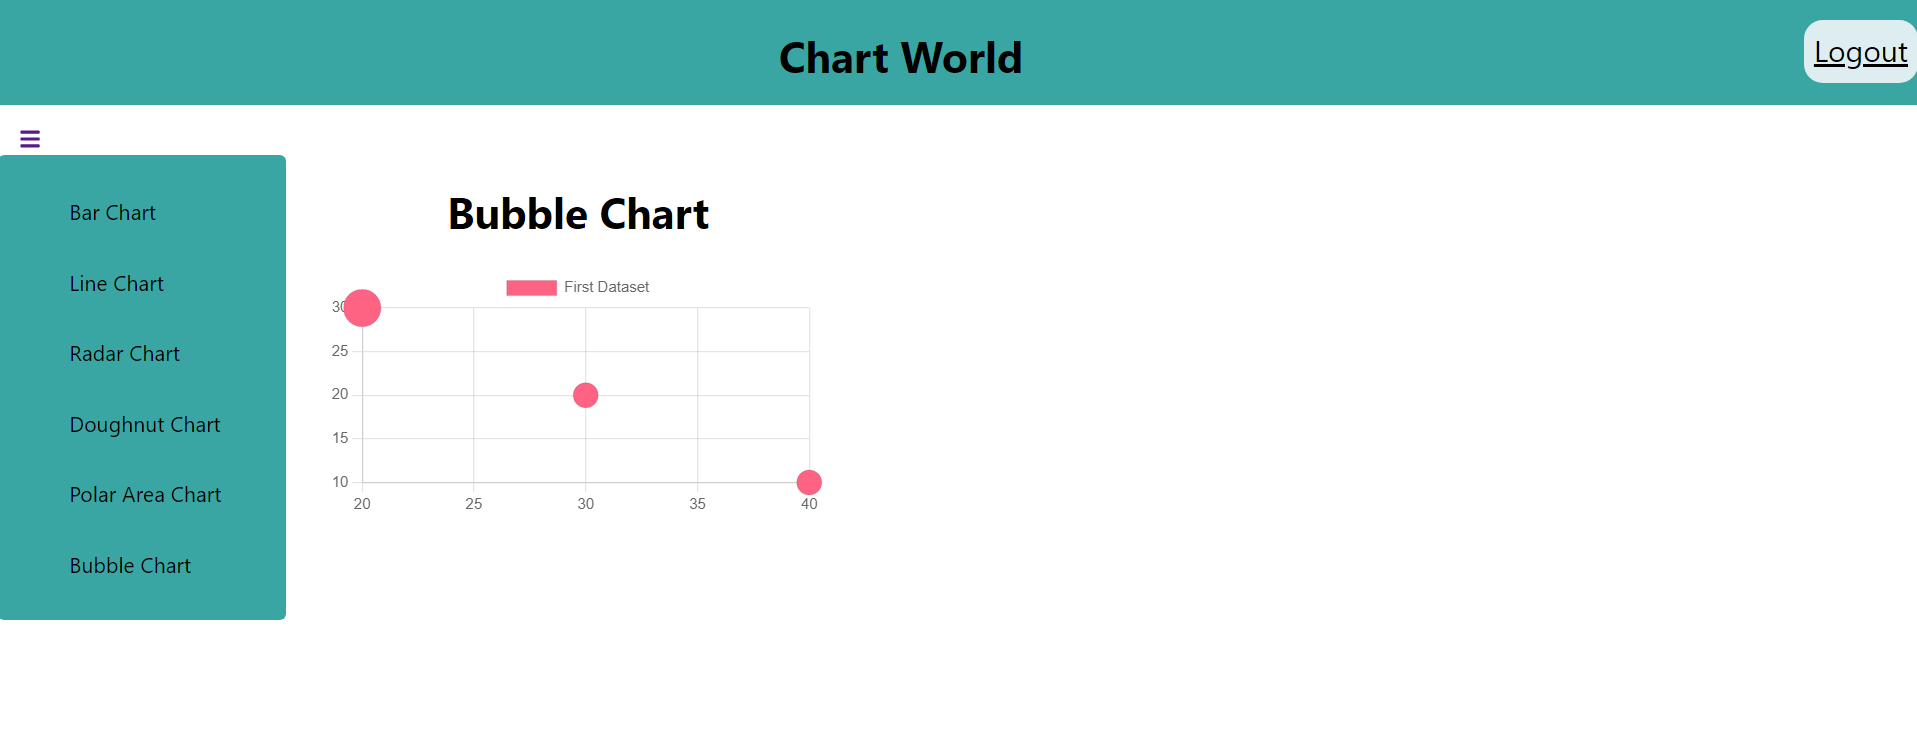 Chart World
Logout
Bar Chart
Line Chart
Radar Chart
Doughnut Chart
Polar Area Chart
Bubble Chart
Bubble Chart
First Dataset
30
25
20
15
10
20 25 30 35 40